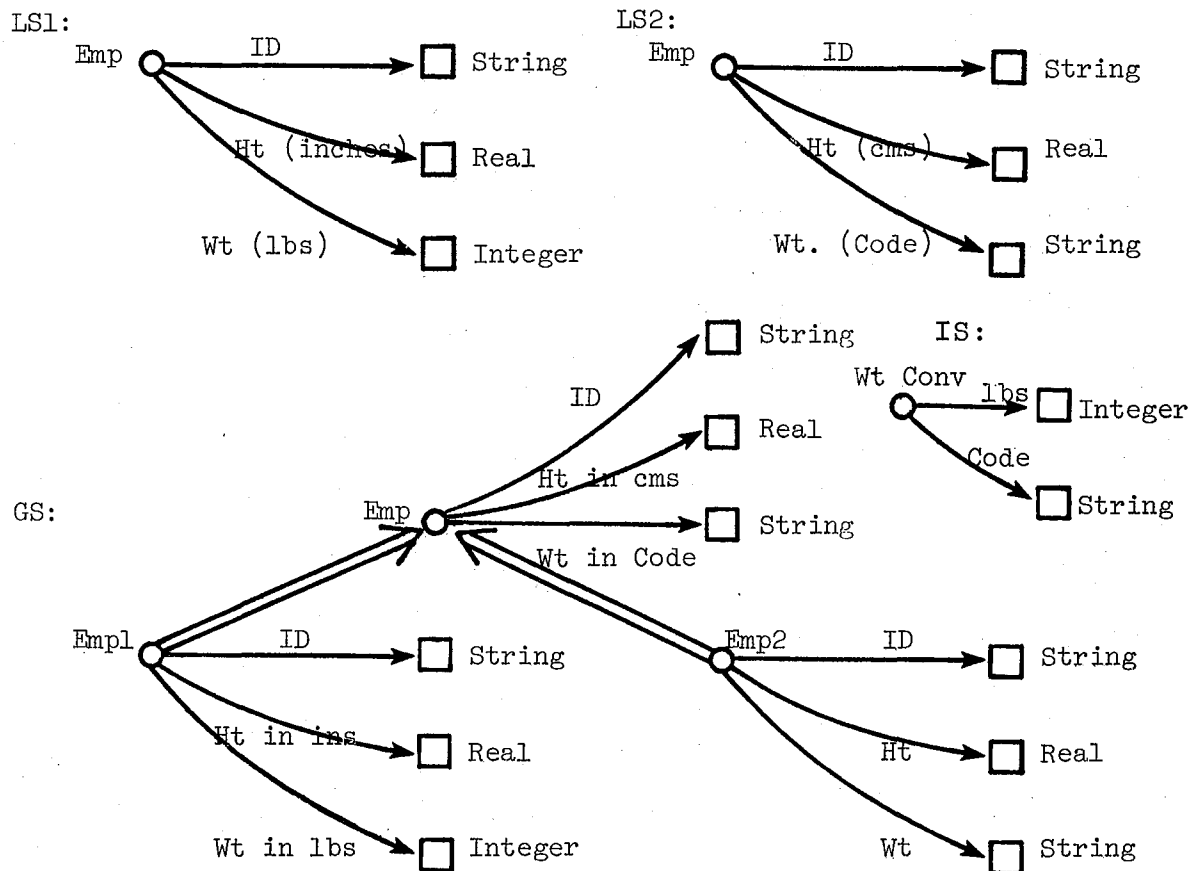 LS1:
Emp
ID
String
Ht (inches)
Real
Wt (lbs)
Integer
LS2:
Emp
ID
String
Ht (cms)
Real
Wt. (Code)
String
IS:
Wt Conv
lbs
Integer
Code
String
GS:
Emp
ID
String
Ht in cms
Real
Wt in Code
String
Emp1
ID
String
Ht in ins
Real
Wt in lbs
Integer
Emp2
ID
String
Ht
Real
Wt
String